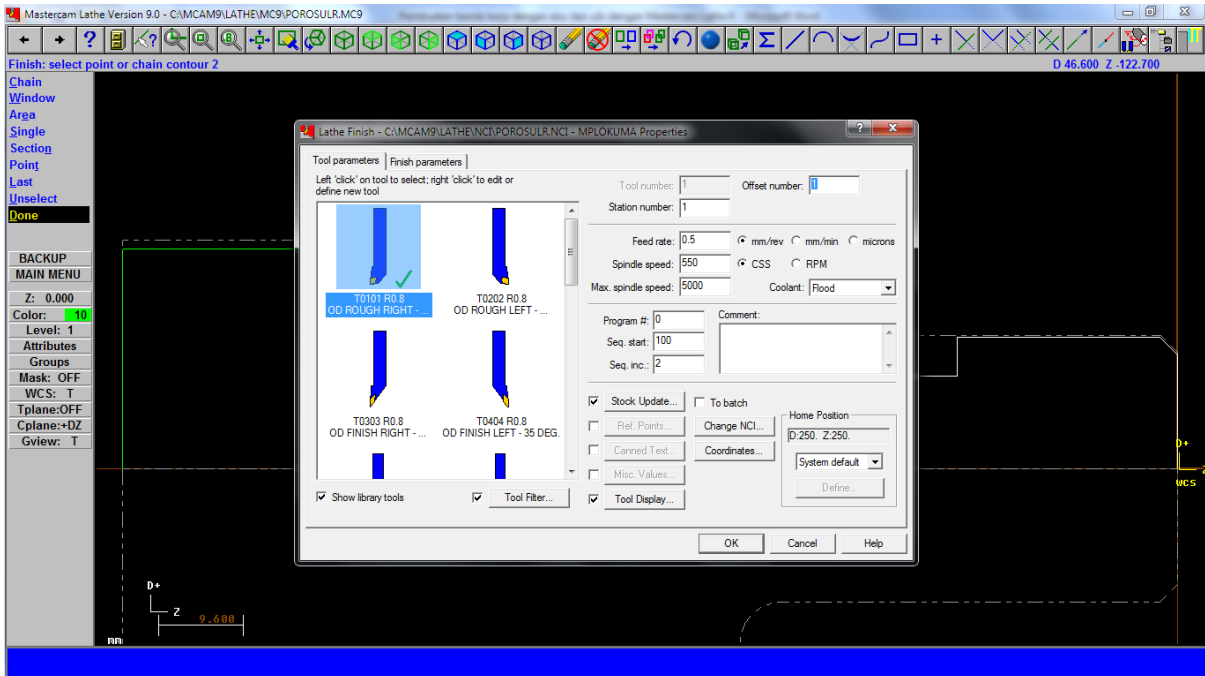 Mastercam Lathe Version 9.0 - C:\MCAM9\LATHE\MC9\POROSULR.MC9
Finish: select point or chain contour 2
D 46.600 Z -122.700
Chain
Window
Area
Single
Section
Point
Last
Unselect
Done
BACKUP
MAIN MENU
Z: 0.000
Color: 10
Level: 1
Attributes
Groups
Mask: OFF
WCS: T
Tplane:OFF
Cplane:+DZ
Gview: T
Lathe Finish - C:\MCAM9\LATHE\NCI\POROSULR.NCI - MPLOKUMA Properties
Tool parameters
Finish parameters
Left 'click' on tool to select; right 'click' to edit or
define new tool
T0101 R0.8
OD ROUGH RIGHT - ...
T0202 R0.8
OD ROUGH LEFT - ...
T0303 R0.8
OD FINISH RIGHT - ...
T0404 R0.8
OD FINISH LEFT - 35 DEG.
Show library tools
Tool Filter...
Tool number: 1
Offset number: 1
Station number: 1
Feed rate: 0.5
mm/rev
mm/min
microns
Spindle speed: 550
CSS
RPM
Max. spindle speed: 5000
Coolant: Flood
Program #: 0
Comment:
Seq. start: 100
Seq. inc.: 2
Stock Update...
To batch
Ref. Points...
Change NCI...
Canned Text...
Coordinates...
Misc. Values...
Tool Display...
Home Position
D:250. Z:250.
System default
Define...
OK
Cancel
Help
D+
Z
WCS
D+
Z
9.600
mm